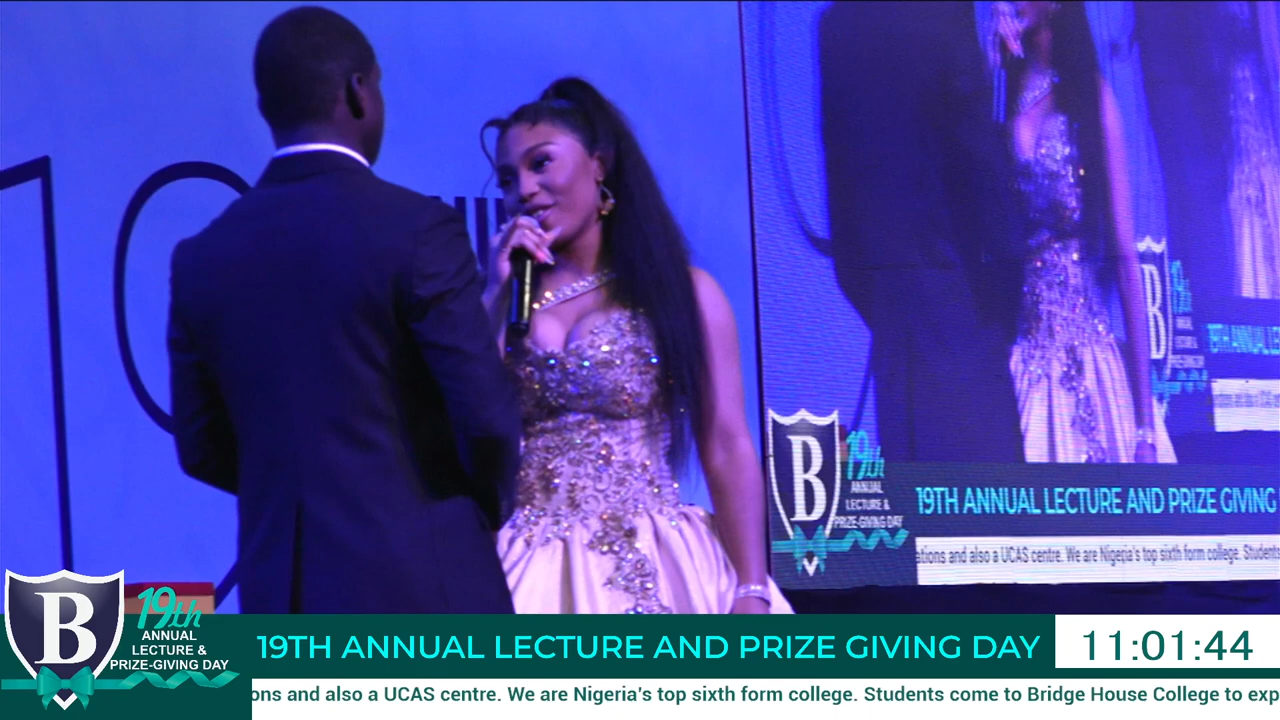 19
19th
ANNUAL
LECTURE &
PRIZE-GIVING DAY
B
19TH ANNUAL LECTURE AND PRIZE GIVING
ations and also a UCAS centre. We are Nigeria's top sixth form college. Students
B
19th
ANNUAL
LECTURE &
PRIZE-GIVING DAY
B
19TH ANNUAL LECTURE AND PRIZE GIVING DAY
11:01:44
ons and also a UCAS centre. We are Nigeria's top sixth form college. Students come to Bridge House College to exp